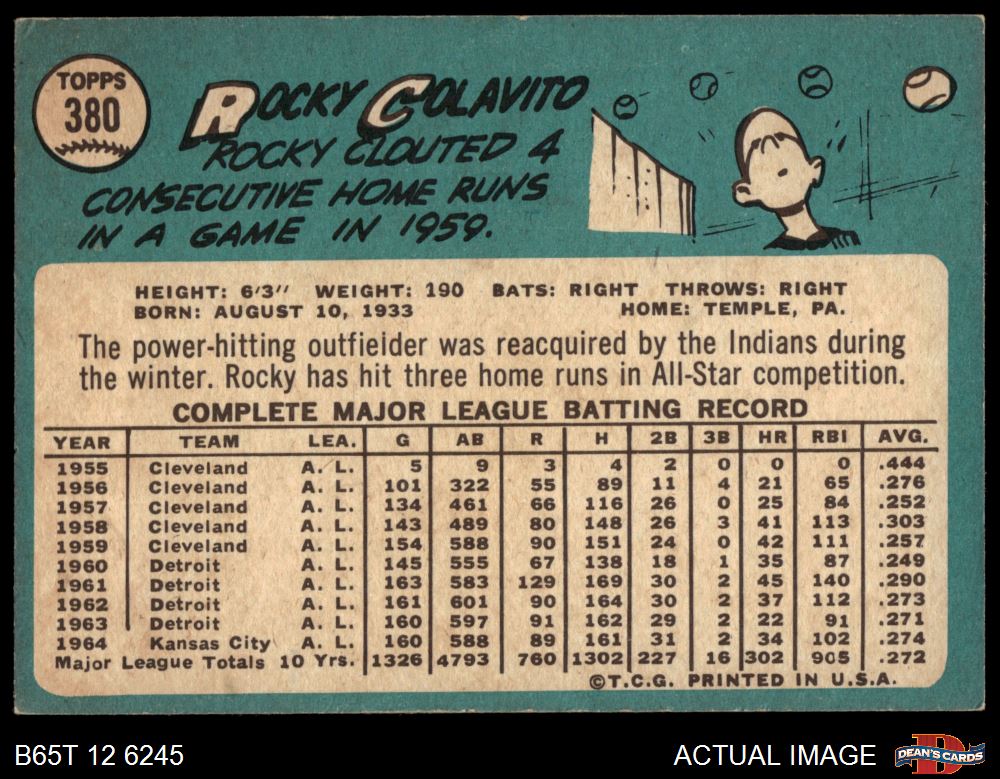 TOPPS
380
ROCKY COLAVITO
ROCKY CLOUTED 4
CONSECUTIVE HOME RUNS
IN A GAME IN 1959.
HEIGHT: 6'3" WEIGHT: 190 BATS: RIGHT THROWS: RIGHT
BORN: AUGUST 10, 1933 HOME: TEMPLE, PA.
The power-hitting outfielder was reacquired by the Indians during
the winter. Rocky has hit three home runs in All-Star competition.
COMPLETE MAJOR LEAGUE BATTING RECORD
YEAR TEAM LEA. G AB R H 2B 3B HR RBI AVG.
1955 Cleveland A. L. 5 9 3 4 2 0 0 0 .444
1956 Cleveland A. L. 101 322 55 89 11 4 21 65 .276
1957 Cleveland A. L. 134 461 66 116 26 0 25 84 .252
1958 Cleveland A. L. 143 489 80 148 26 3 41 113 .303
1959 Cleveland A. L. 154 588 90 151 24 0 42 111 .257
1960 Detroit A. L. 145 555 67 138 18 1 35 87 .249
1961 Detroit A. L. 163 583 129 169 30 2 45 140 .290
1962 Detroit A. L. 161 601 90 164 30 2 37 112 .273
1963 Detroit A. L. 160 597 91 162 29 2 22 91 .271
1964 Kansas City A. L. 160 588 89 161 31 2 34 102 .274
Major League Totals 10 Yrs. 1326 4793 760 1302 227 16 302 905 .272
©T.C.G. PRINTED IN U.S.A.
B65T 12 6245 ACTUAL IMAGE DEAN'S CARDS